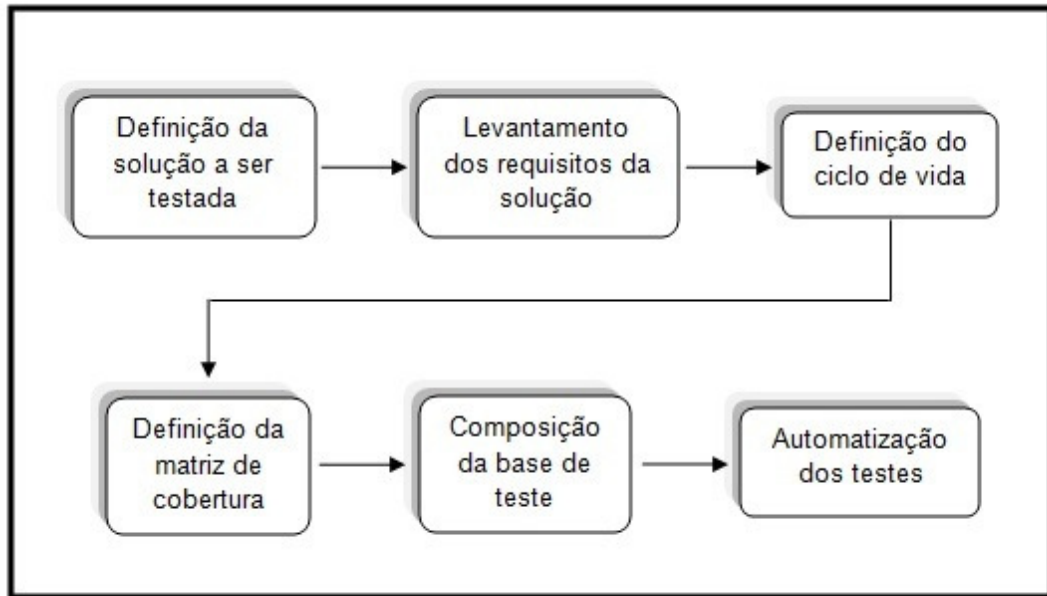 Definição da
solução a ser
testada
Levantamento
dos requisitos da
solução
Definição do
ciclo de vida
Definição da
matriz de
cobertura
Composição
da base de
teste
Automatização
dos testes